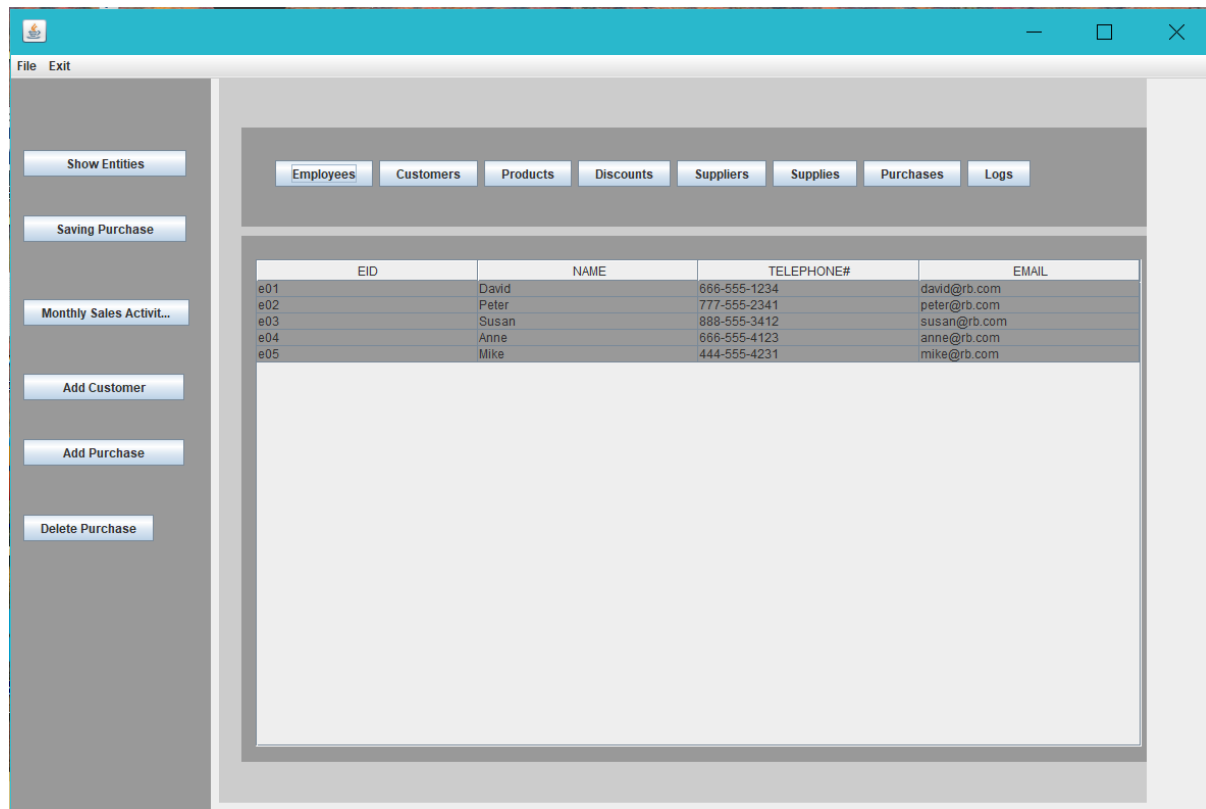 File Exit
Show Entities
Saving Purchase
Monthly Sales Activit...
Add Customer
Add Purchase
Delete Purchase
Employees Customers Products Discounts Suppliers Supplies Purchases Logs
EID NAME TELEPHONE# EMAIL
e01 David 666-555-1234 david@rb.com
e02 Peter 777-555-2341 peter@rb.com
e03 Susan 888-555-3412 susan@rb.com
e04 Anne 666-555-4123 anne@rb.com
e05 Mike 444-555-4231 mike@rb.com